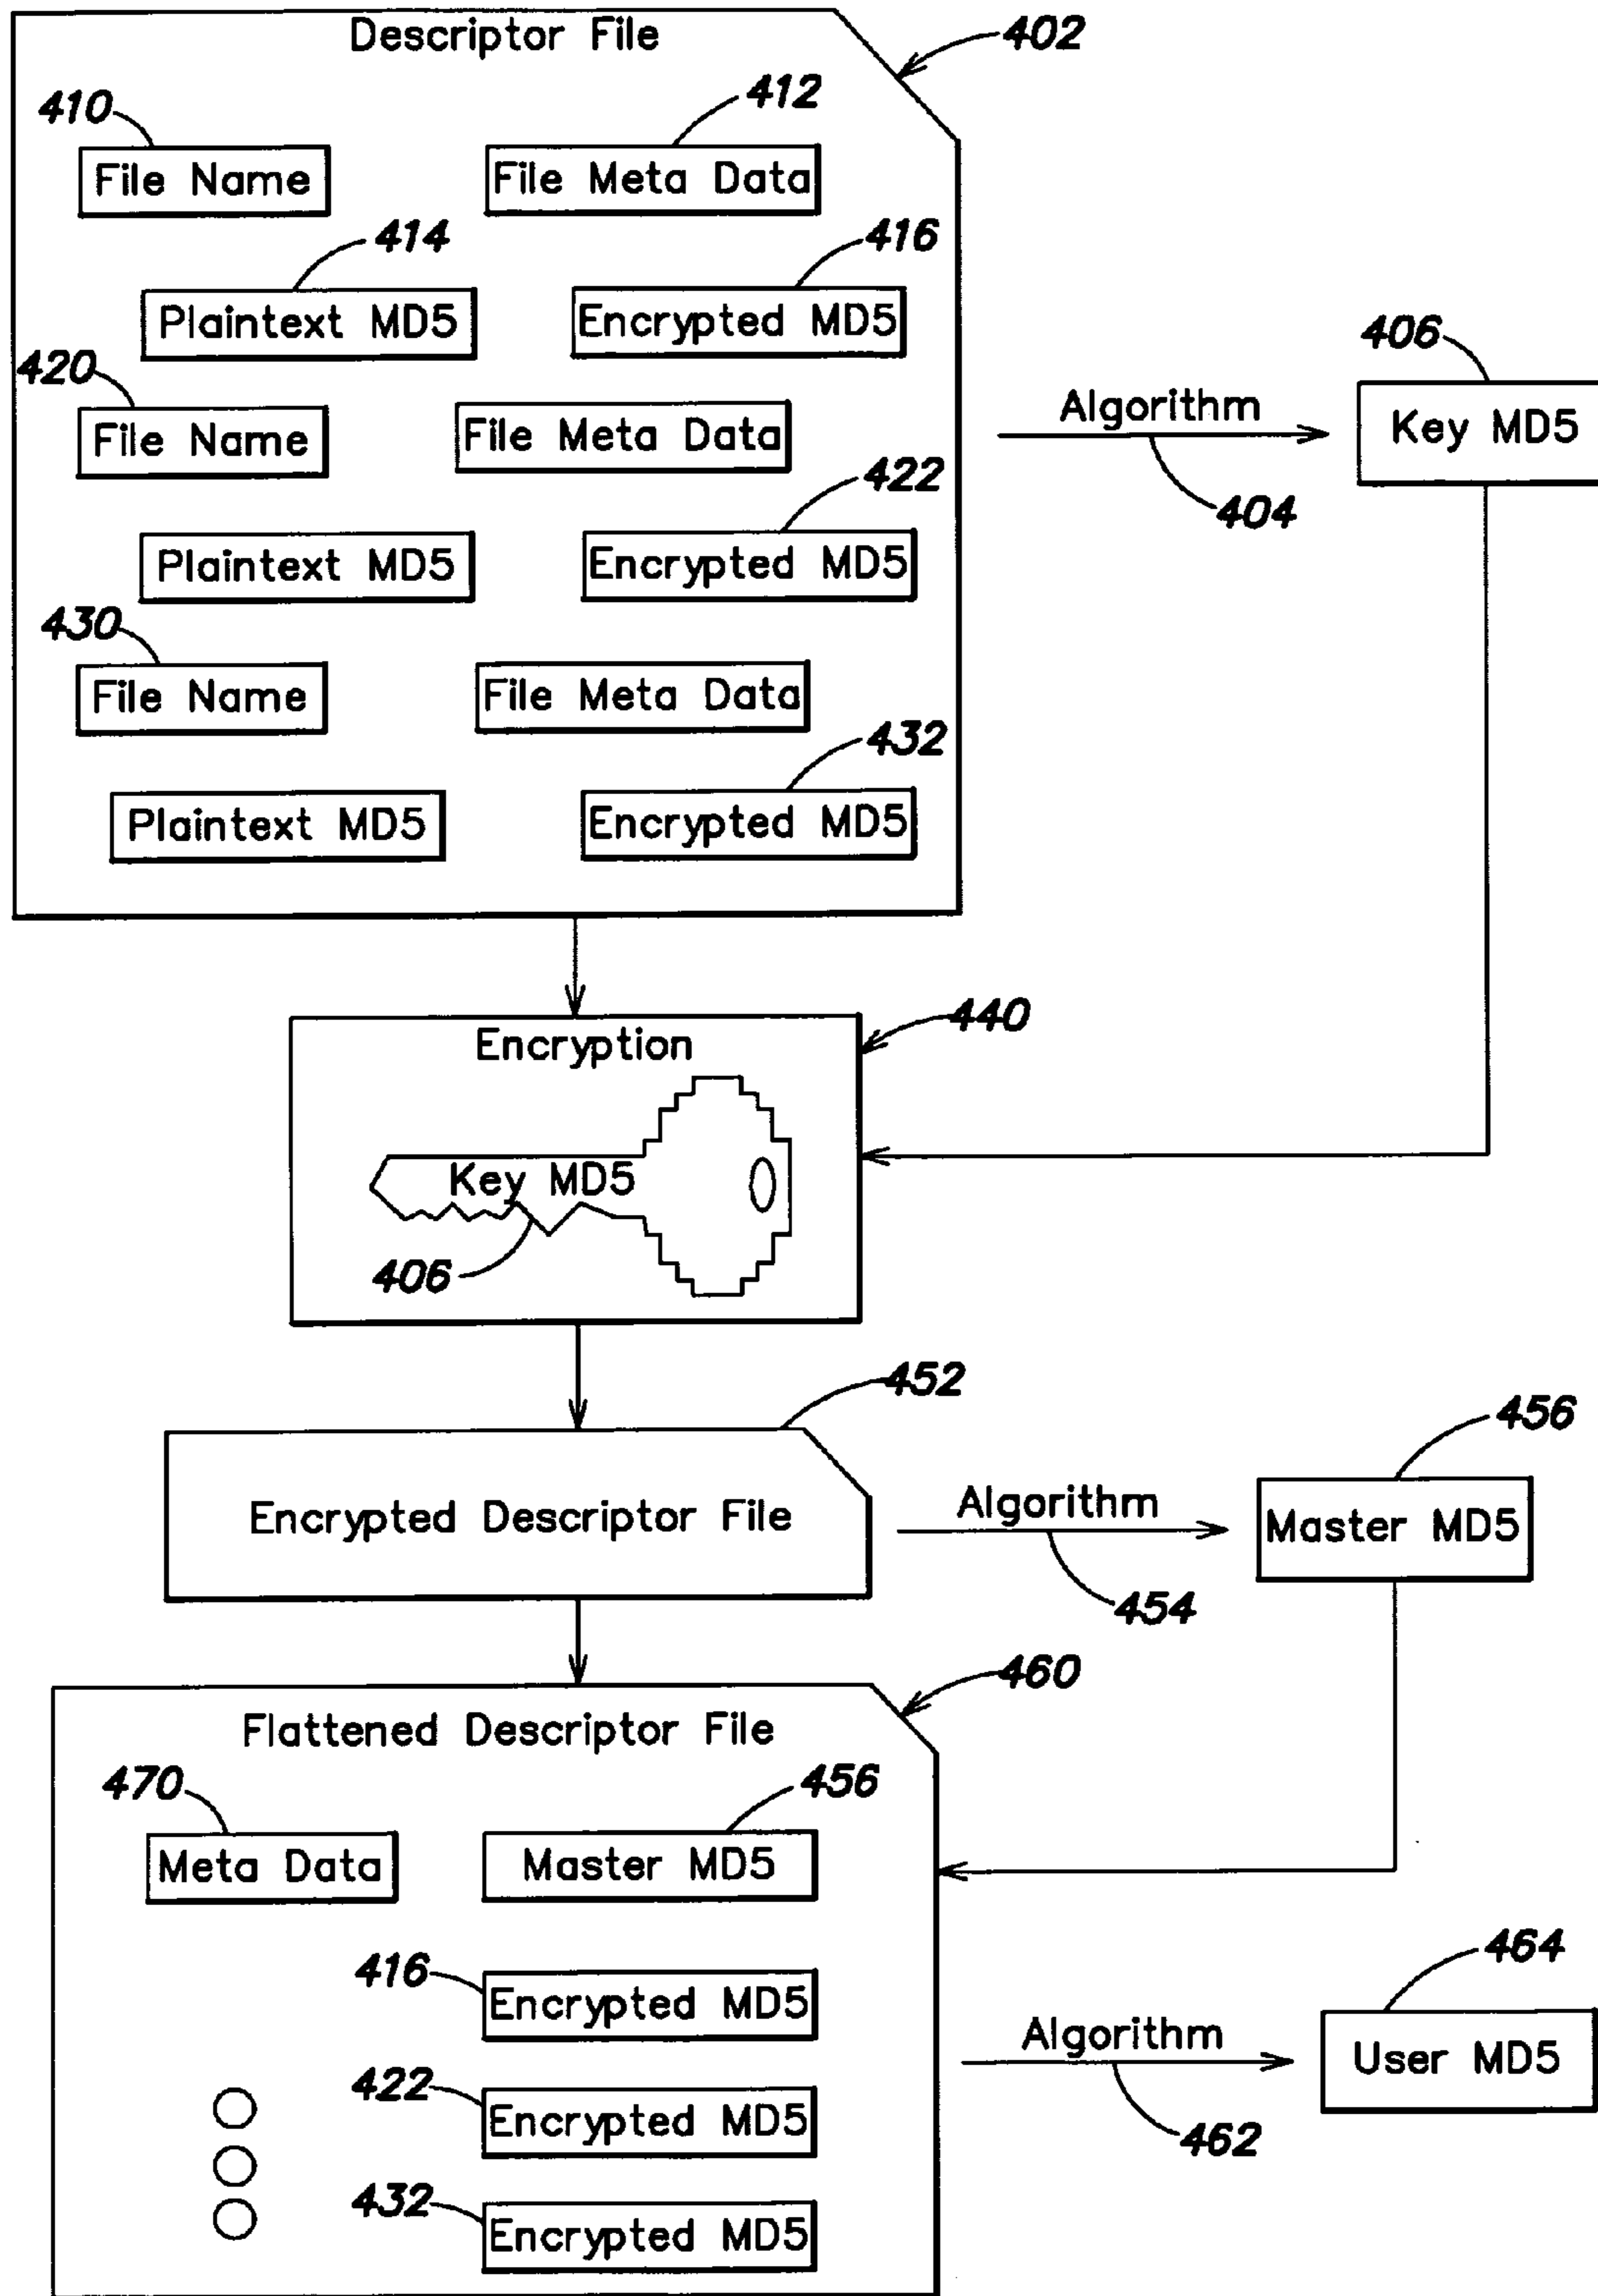 Descriptor File
402
410
412
File Name
File Meta Data
414
416
Plaintext MD5
Encrypted MD5
406
420
Algorithm
Key MD5
File Name
File Meta Data
422
404
Plaintext MD5
Encrypted MD5
430
File Name
File Meta Data
432
Plaintext MD5
Encrypted MD5
440
Encryption
Key MD5
406
452
456
Encrypted Descriptor File
Algorithm
Master MD5
454
460
Flattened Descriptor File
470
456
Meta Data
Master MD5
416
464
Encrypted MD5
Algorithm
User MD5
422
Encrypted MD5
462
432
Encrypted MD5